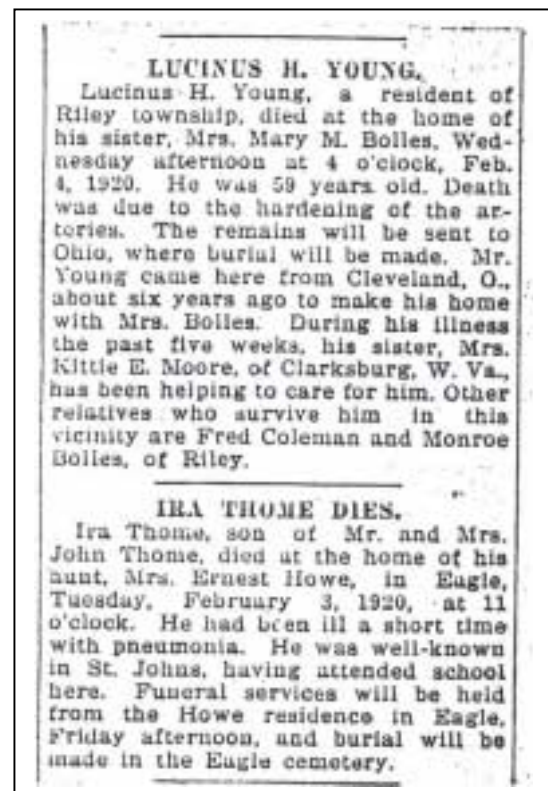 LUCINUS H. YOUNG.
Lucinus H. Young, a resident of
Riley township, died at the home of
his sister, Mrs. Mary M. Bolles, Wed-
nesday afternoon at 4 o'clock, Feb.
4, 1920. He was 59 years old. Death
was due to the hardening of the ar-
teries. The remains will be sent to
Ohio, where burial will be made. Mr.
Young came here from Cleveland, O.,
about six years ago to make his home
with Mrs. Bolles. During his illness
the past five weeks, his sister, Mrs.
Kittie E. Moore, of Clarksburg, W. Va.,
has been helping to care for him. Other
relatives who survive him in this
vicinity are Fred Coleman and Monroe
Bolles, of Riley.
IRA THOME DIES.
Ira Thome, son of Mr. and Mrs.
John Thome, died at the home of his
aunt, Mrs. Ernest Howe, in Eagle,
Tuesday, February 3, 1920, at 11
o'clock. He had been ill a short time
with pneumonia. He was well-known
in St. Johns, having attended school
here. Funeral services will be held
from the Howe residence in Eagle,
Friday afternoon, and burial will be
made in the Eagle cemetery.